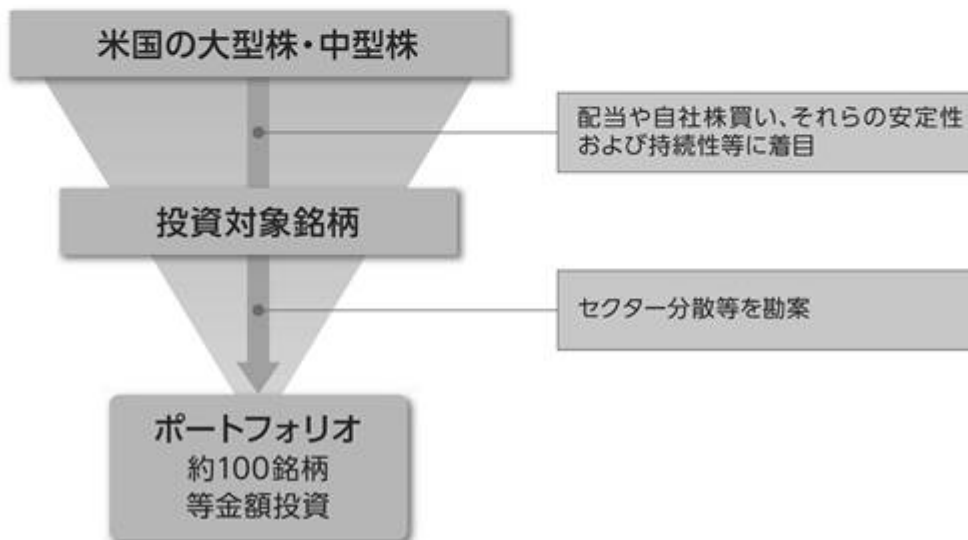 米国の大型株・中型株
配当や自社株買い、それらの安定性
および持続性等に着目
投資対象銘柄
セクター分散等を勘案
ポートフォリオ
約100銘柄
等金額投資